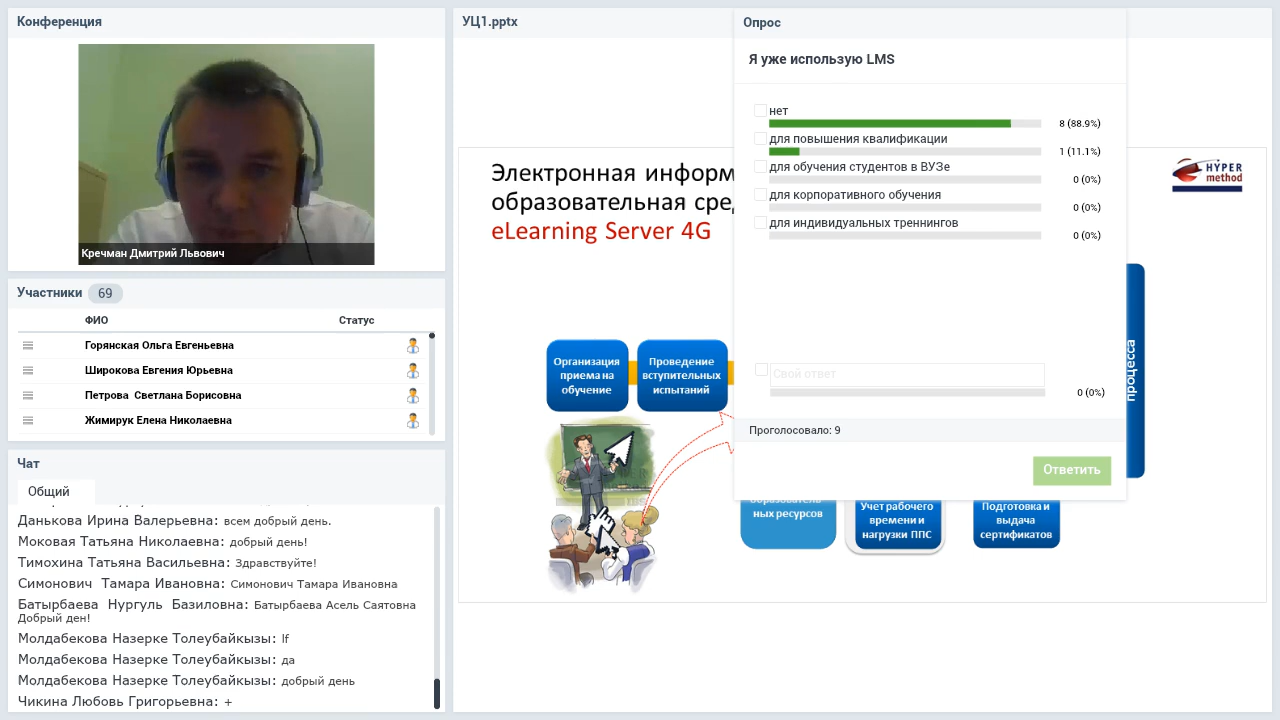 Конференция
Кречман Дмитрий Львович
Участники 69
ФИО Статус
Горянская Ольга Евгеньевна
Широкова Евгения Юрьевна
Петрова Светлана Борисовна
Жимирук Елена Николаевна
Чат
Общий
Данькова Ирина Валерьевна: всем добрый день.
Моковая Татьяна Николаевна: добрый день!
Тимохина Татьяна Васильевна: Здравствуйте!
Симонович Тамара Ивановна: Симонович Тамара Ивановна
Батырбаева Нургуль Базиловна: Батырбаева Асель Саятовна
Добрый ден!
Молдабекова Назерке Толеубайкызы: lf
Молдабекова Назерке Толеубайкызы: да
Молдабекова Назерке Толеубайкызы: добрый день
Чикина Любовь Григорьевна: +
УЦ1.pptx
Электронная информ
образовательная сре
eLearning Server 4G
HYPER
method
Организация
приема на
обучение
Проведение
вступительных
испытаний
процесса
ных ресурсов
Учет рабочего
времени и
нагрузки ППС
Подготовка и
выдача
сертификатов
Опрос
Я уже использую LMS
нет
8 (88.9%)
для повышения квалификации
1 (11.1%)
для обучения студентов в ВУЗе
0 (0%)
для корпоративного обучения
0 (0%)
для индивидуальных треннингов
0 (0%)
Свой ответ
0 (0%)
Проголосовало: 9
Ответить